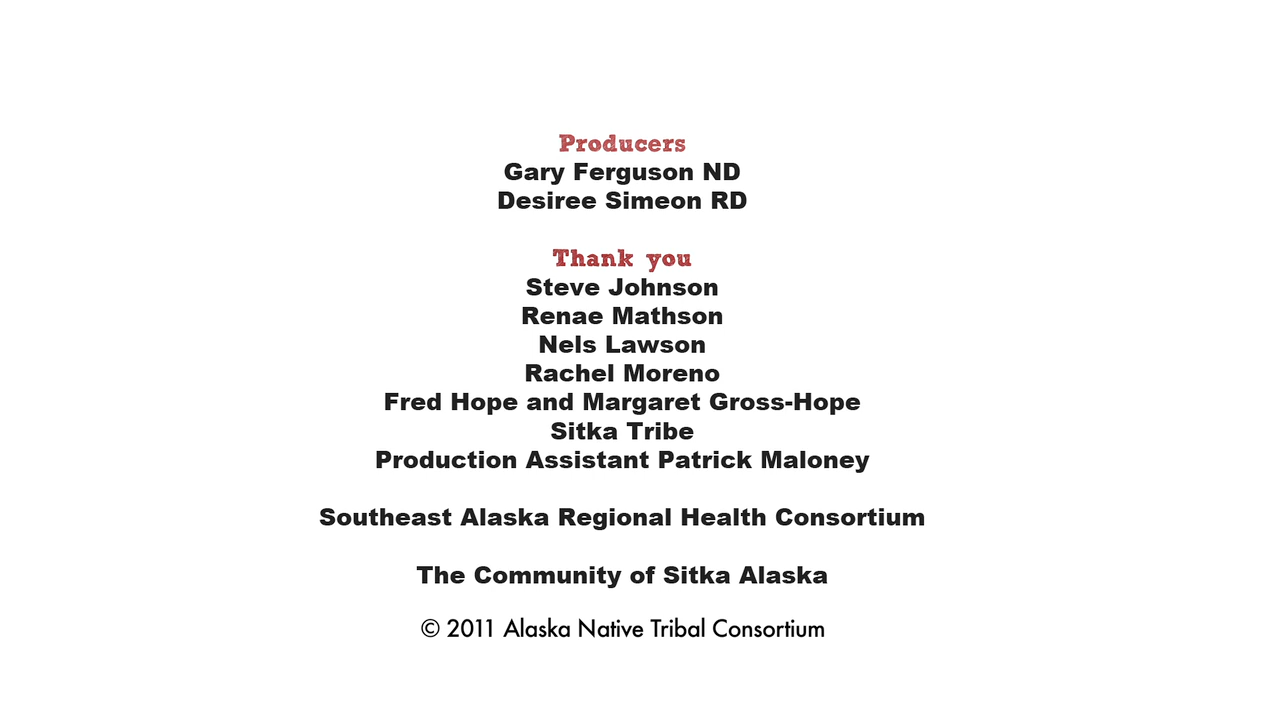 Producers
Gary Ferguson ND
Desiree Simeon RD
Thank you
Steve Johnson
Renae Mathson
Nels Lawson
Rachel Moreno
Fred Hope and Margaret Gross-Hope
Sitka Tribe
Production Assistant Patrick Maloney
Southeast Alaska Regional Health Consortium
The Community of Sitka Alaska
© 2011 Alaska Native Tribal Consortium